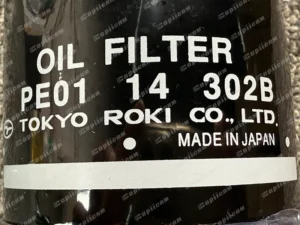 OIL FILTER
PE01 14 302B
TOKYO ROKI CO., LTD.
MADE IN JAPAN